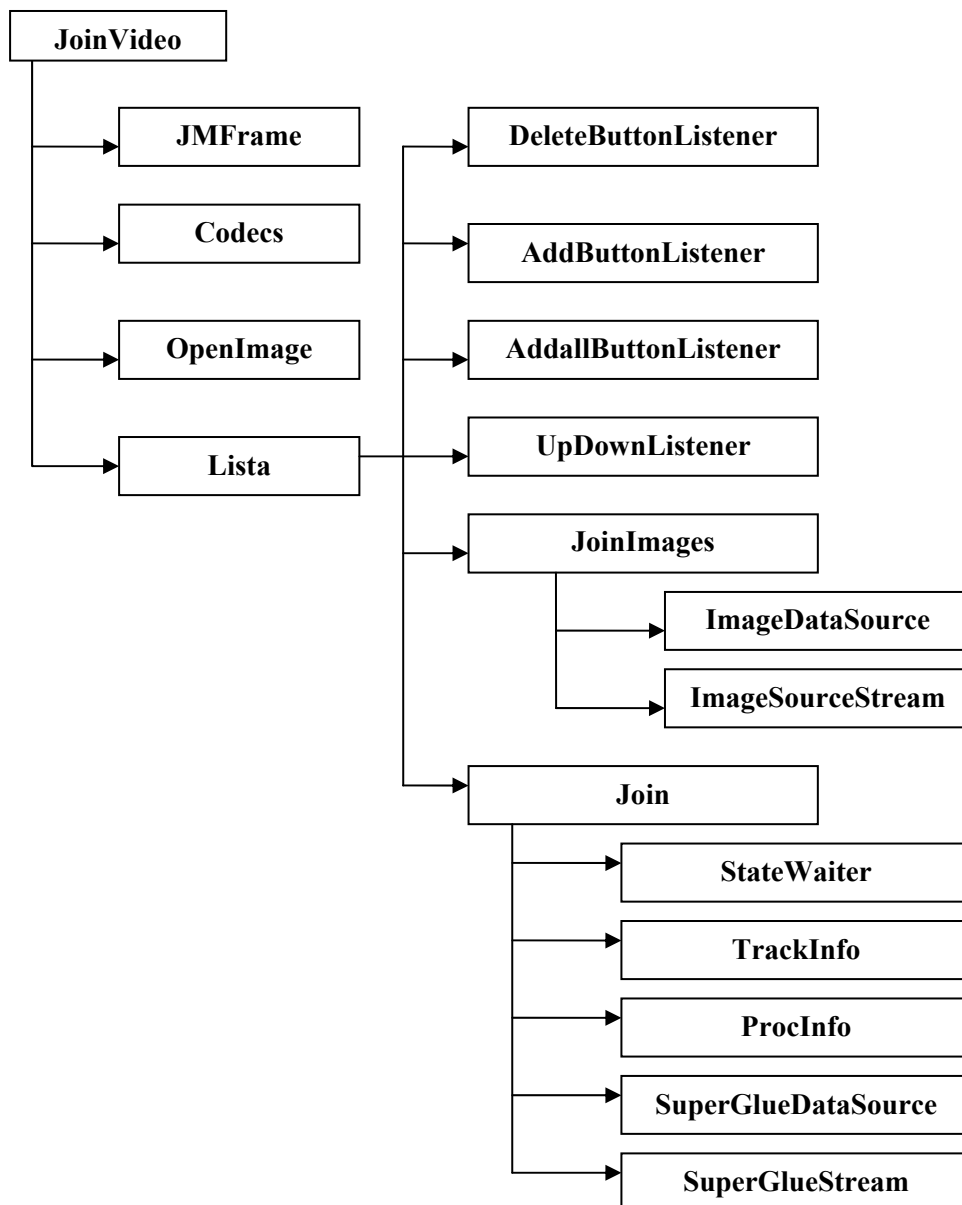 JoinVideo
JMFrame
Codecs
OpenImage
Lista
DeleteButtonListener
AddButtonListener
AddallButtonListener
UpDownListener
JoinImages
ImageDataSource
ImageSourceStream
Join
StateWaiter
TrackInfo
ProcInfo
SuperGlueDataSource
SuperGlueStream